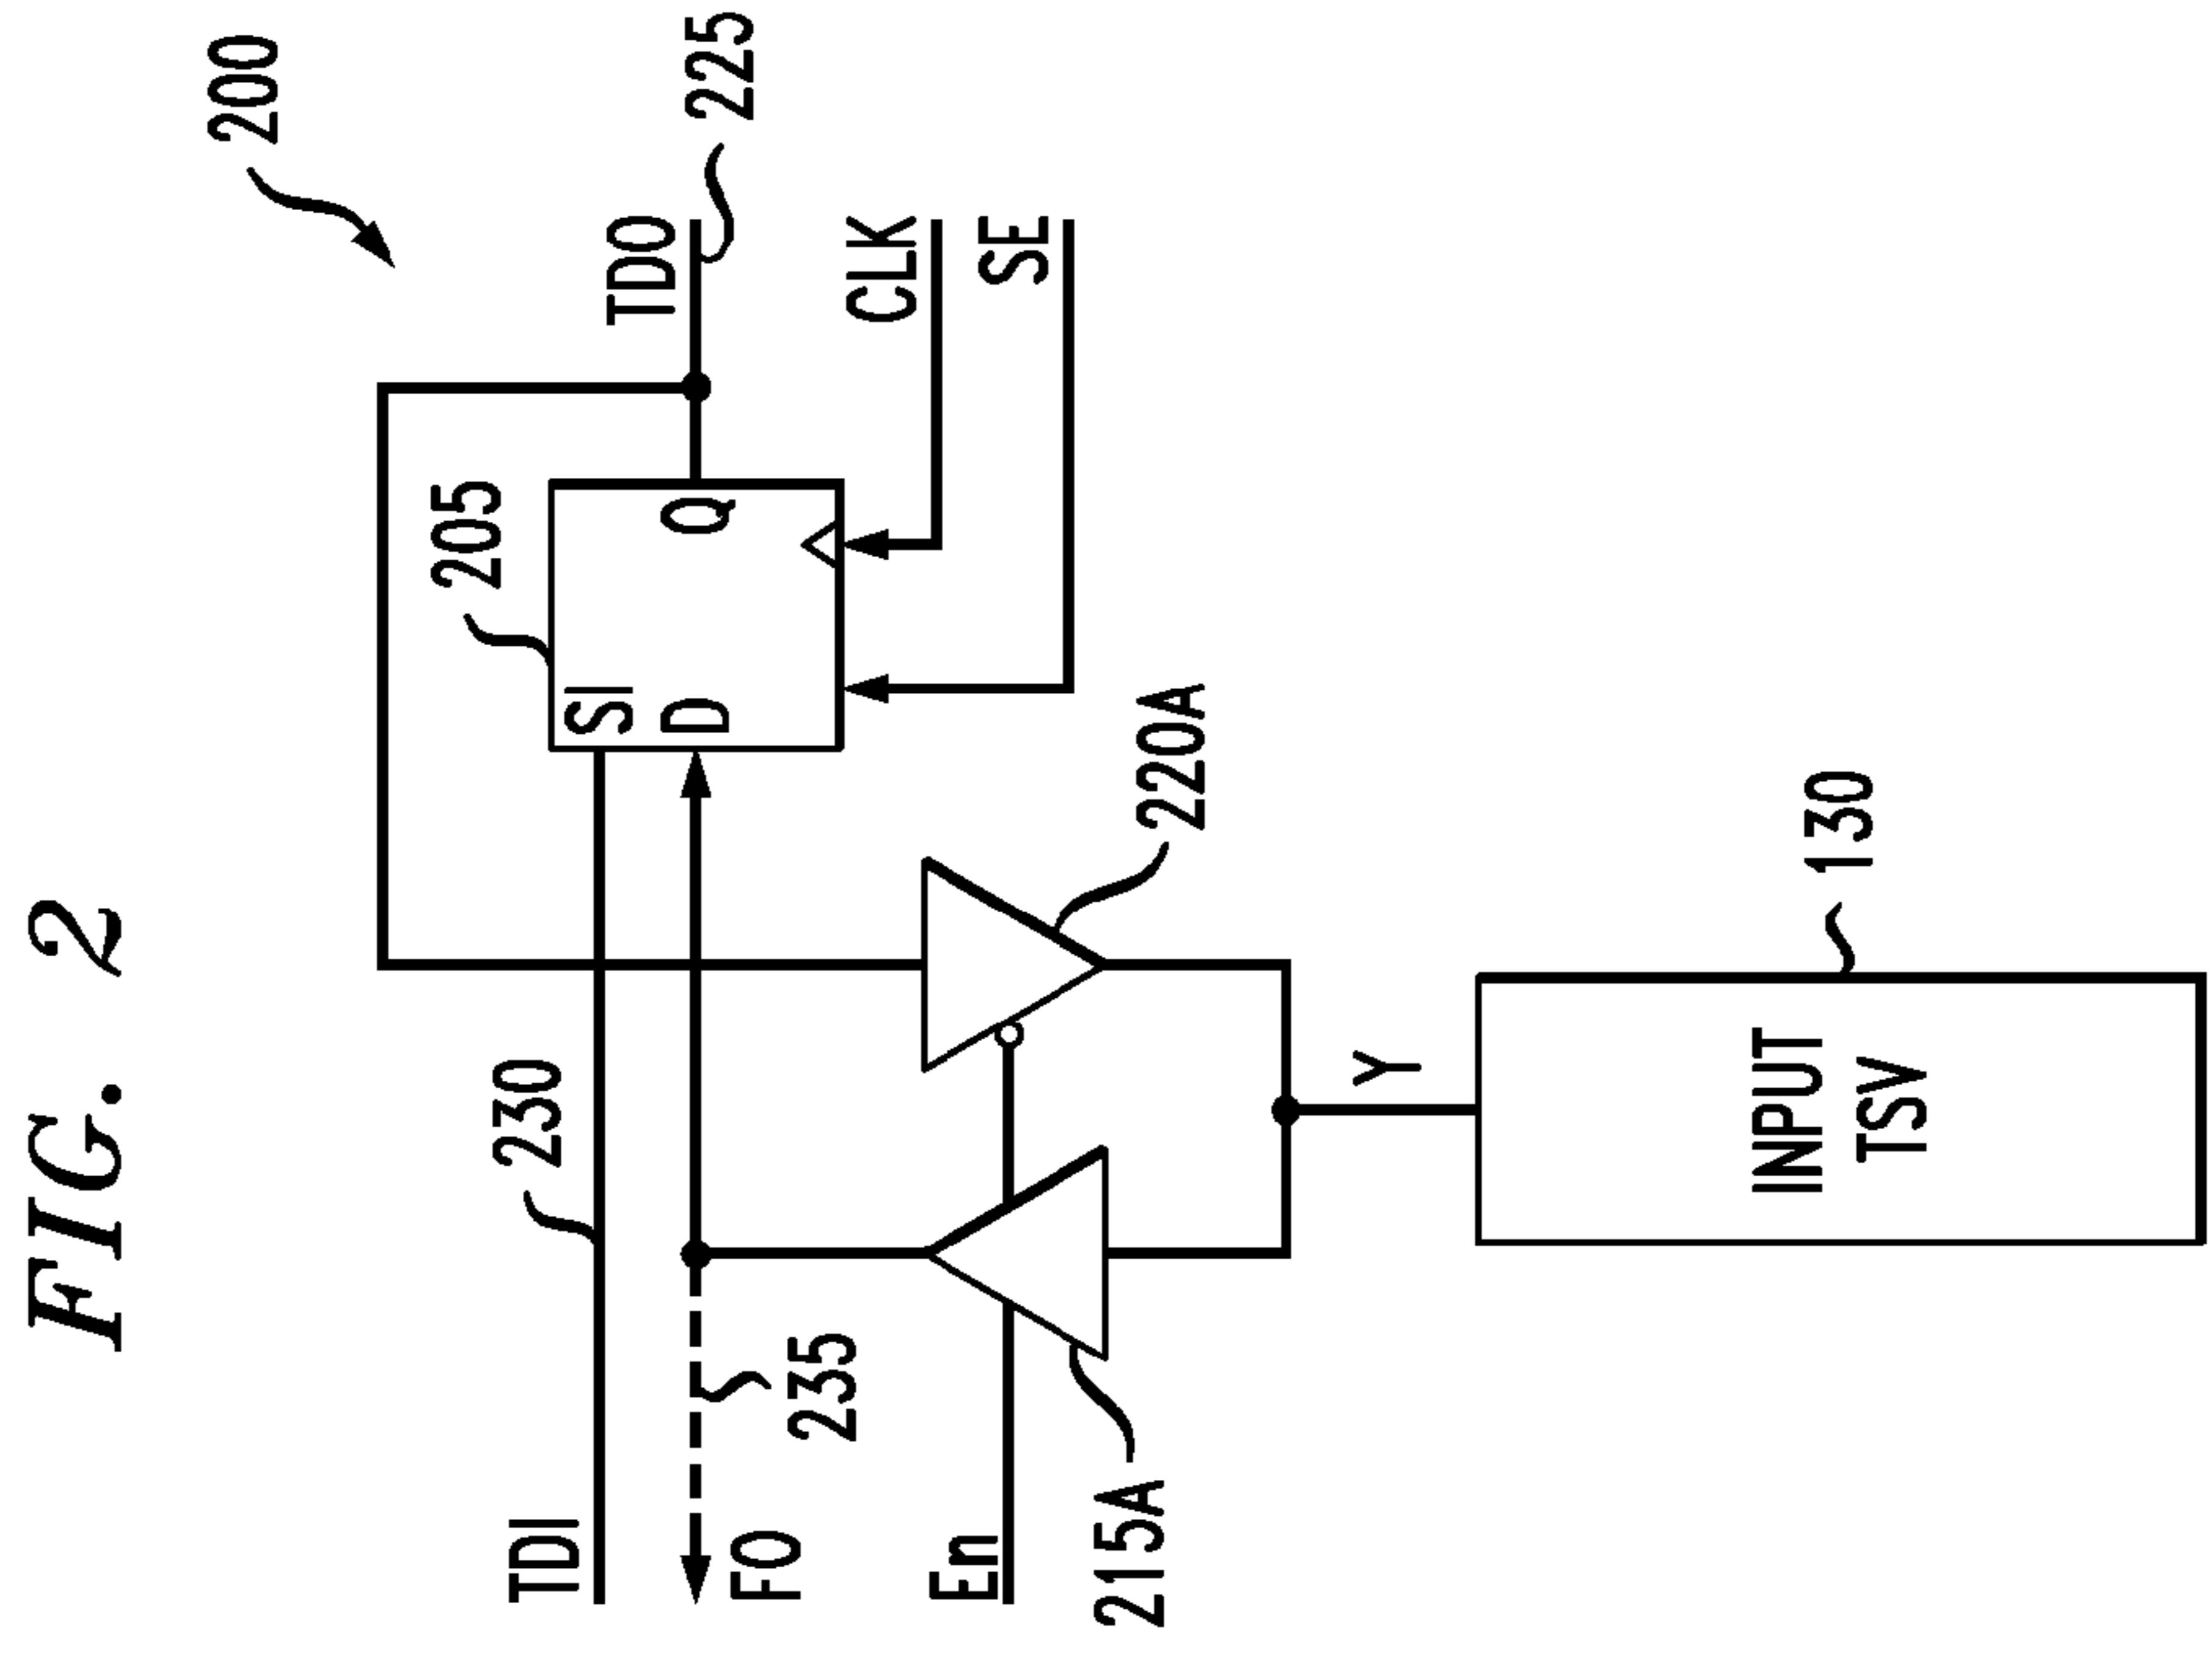 FIG. 2
200
205
TDO
225
230
TDI
SI
D
Q
FO
235
CLK
SE
En
215A
220A
Y
INPUT
TSV
130